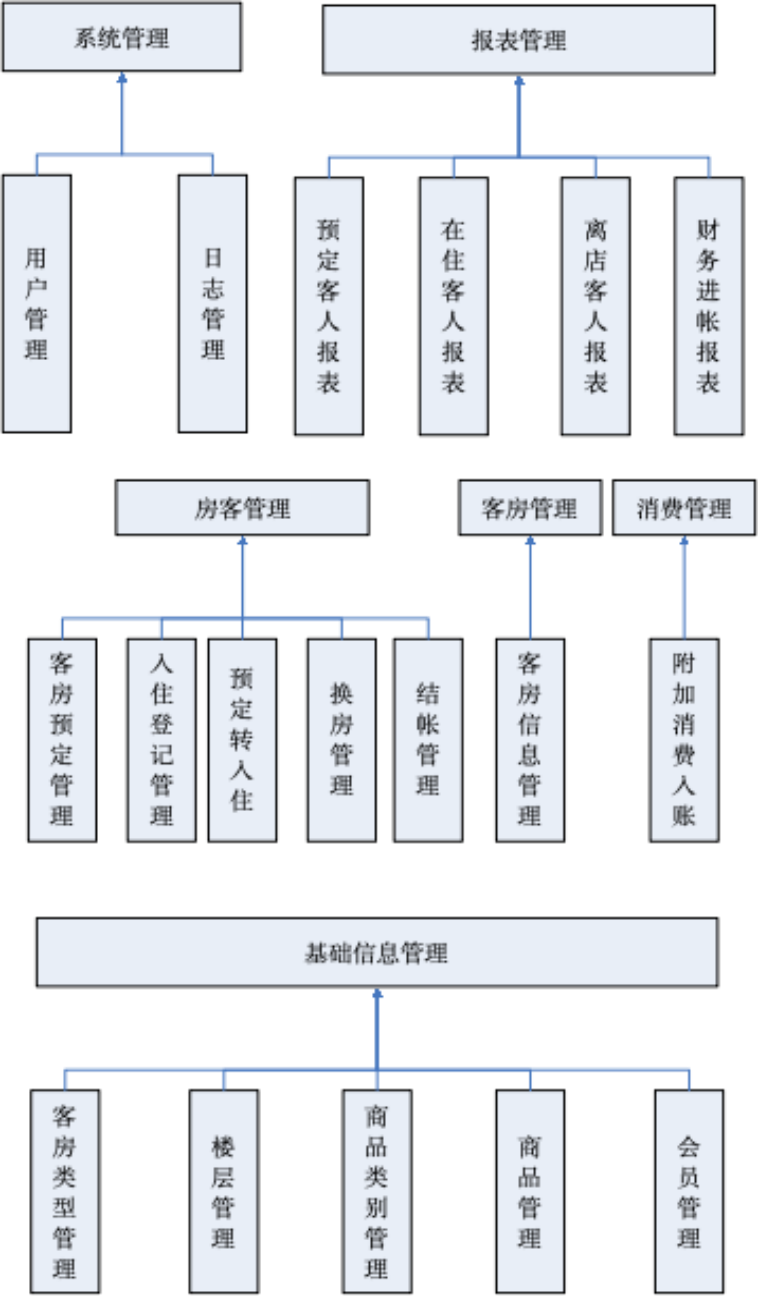 系统管理
报表管理
用户管理
日志管理
预定客人报表
在住客人报表
离店客人报表
财务进帐报表
房客管理
客房管理
消费管理
客房预定管理
入住登记管理
预定转入住
换房管理
结帐管理
客房信息管理
附加消费入账
基础信息管理
客房类型管理
楼层管理
商品类别管理
商品管理
会员管理